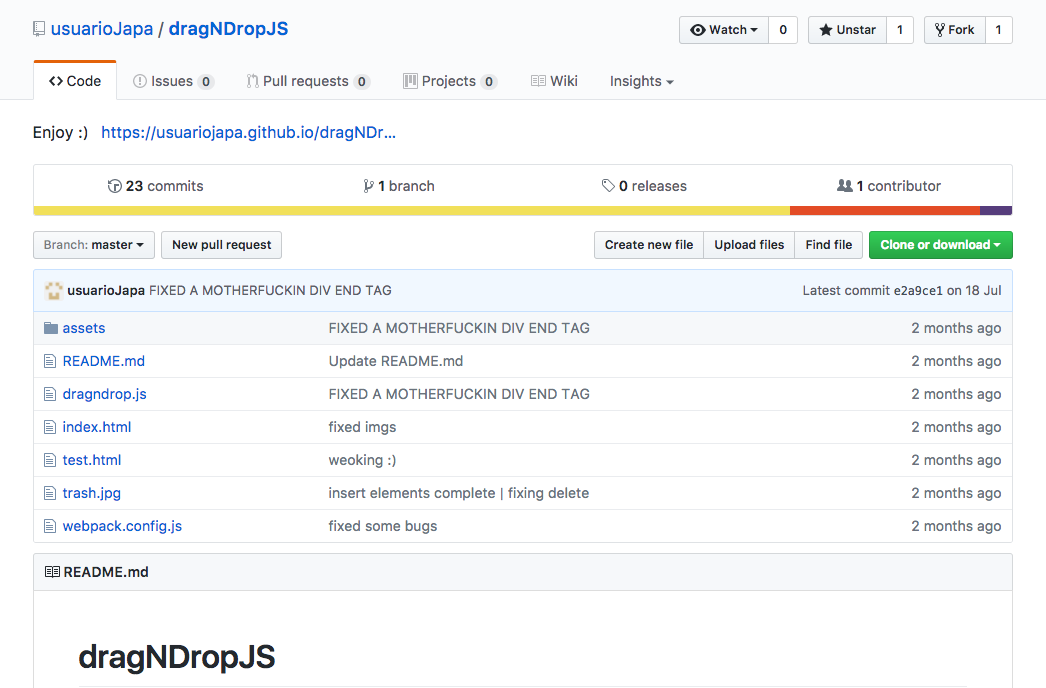 usuarioJapa / dragNDropJS
Watch 0 Unstar 1 Fork 1
Code Issues 0 Pull requests 0 Projects 0 Wiki Insights
Enjoy :) https://usuariojapa.github.io/dragNDr...
23 commits 1 branch 0 releases 1 contributor
Branch: master New pull request Create new file Upload files Find file Clone or download
usuarioJapa FIXED A MOTHERFUCKIN DIV END TAG Latest commit e2a9ce1 on 18 Jul
assets FIXED A MOTHERFUCKIN DIV END TAG 2 months ago
README.md Update README.md 2 months ago
dragndrop.js FIXED A MOTHERFUCKIN DIV END TAG 2 months ago
index.html fixed imgs 2 months ago
test.html weoking :) 2 months ago
trash.jpg insert elements complete | fixing delete 2 months ago
webpack.config.js fixed some bugs 2 months ago
README.md
dragNDropJS